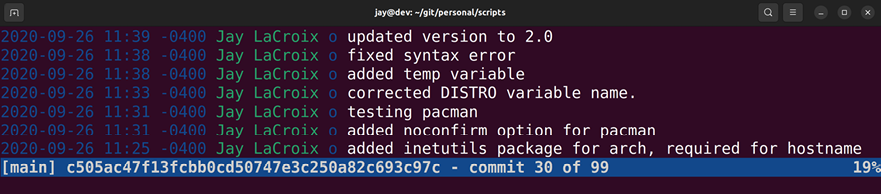 jay@dev: ~/git/personal/scripts
2020-09-26 11:39 -0400 Jay LaCroix o updated version to 2.0
2020-09-26 11:38 -0400 Jay LaCroix o fixed syntax error
2020-09-26 11:38 -0400 Jay LaCroix o added temp variable
2020-09-26 11:33 -0400 Jay LaCroix o corrected DISTRO variable name.
2020-09-26 11:31 -0400 Jay LaCroix o testing pacman
2020-09-26 11:31 -0400 Jay LaCroix o added noconfirm option for pacman
2020-09-26 11:25 -0400 Jay LaCroix o added inetutils package for arch, required for hostname
[main] c505ac47f13fcbb0cd50747e3c250a82c693c97c - commit 30 of 99 19%